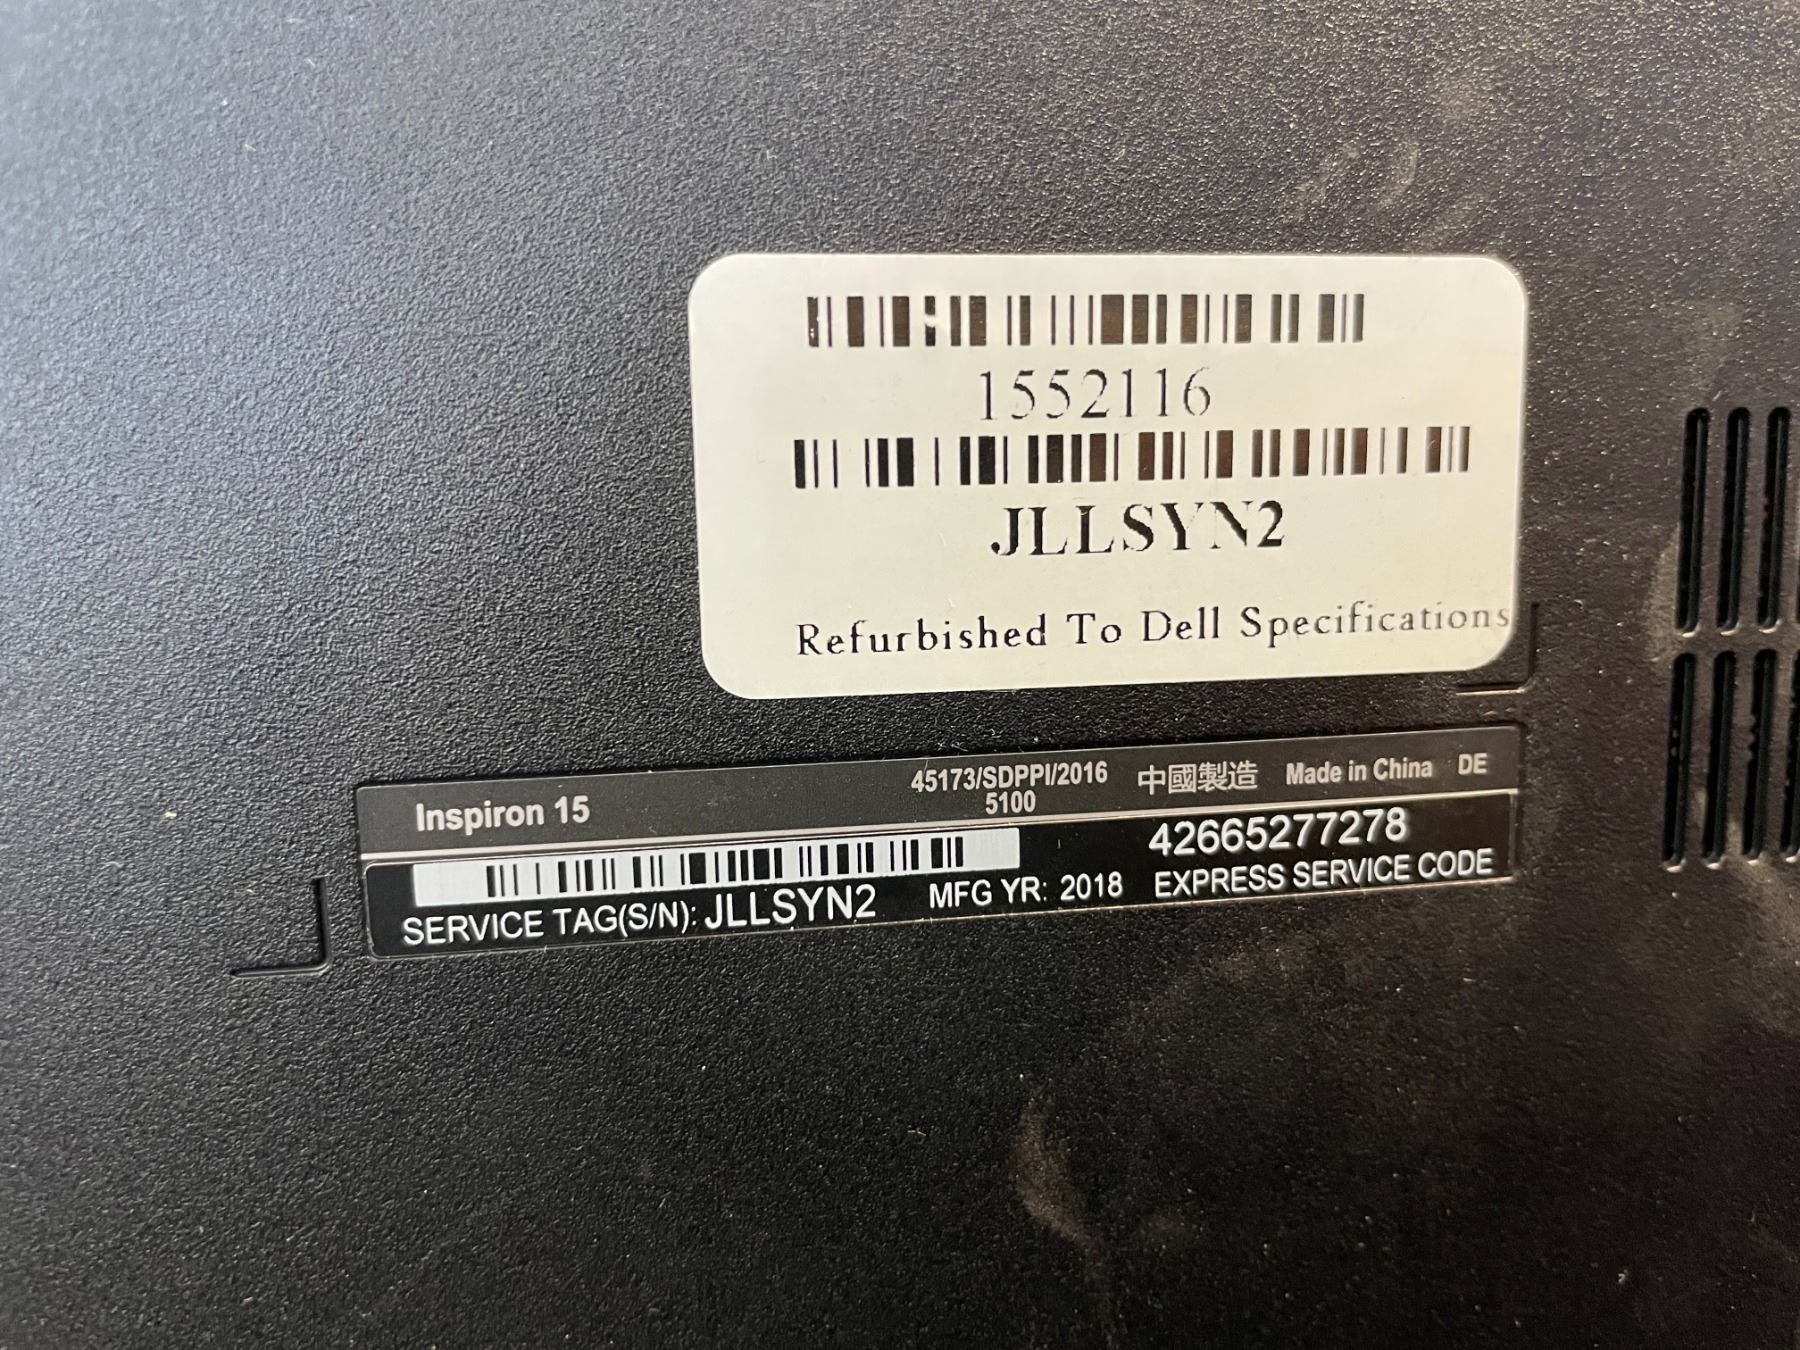 1552116
JLLSYN2
Refurbished To Dell Specifications
Inspiron 15
45173/SDPPI/2016
5100
中國製造 Made in China DE
SERVICE TAG(S/N): JLLSYN2
MFG YR: 2018
42665277278
EXPRESS SERVICE CODE